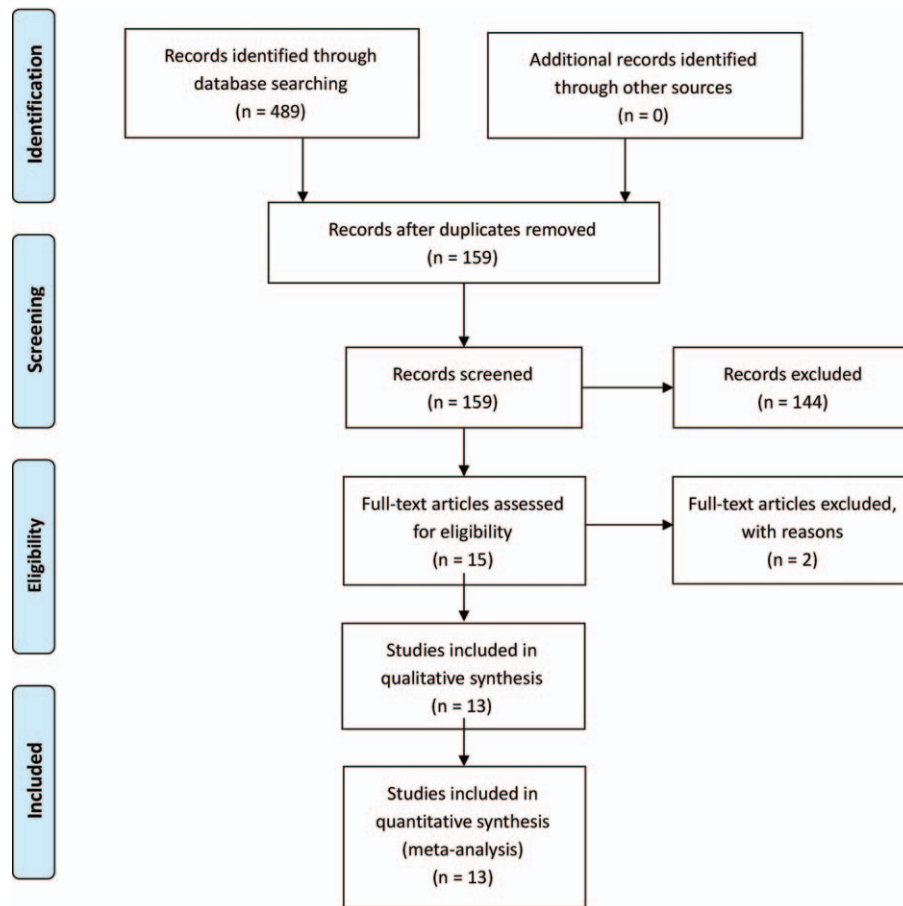 Identification
Records identified through
database searching
(n = 489)
Additional records identified
through other sources
(n = 0)
Records after duplicates removed
(n = 159)
Screening
Records screened
(n = 159)
Records excluded
(n = 144)
Eligibility
Full-text articles assessed
for eligibility
(n = 15)
Full-text articles excluded,
with reasons
(n = 2)
Studies included in
qualitative synthesis
(n = 13)
Included
Studies included in
quantitative synthesis
(meta-analysis)
(n = 13)